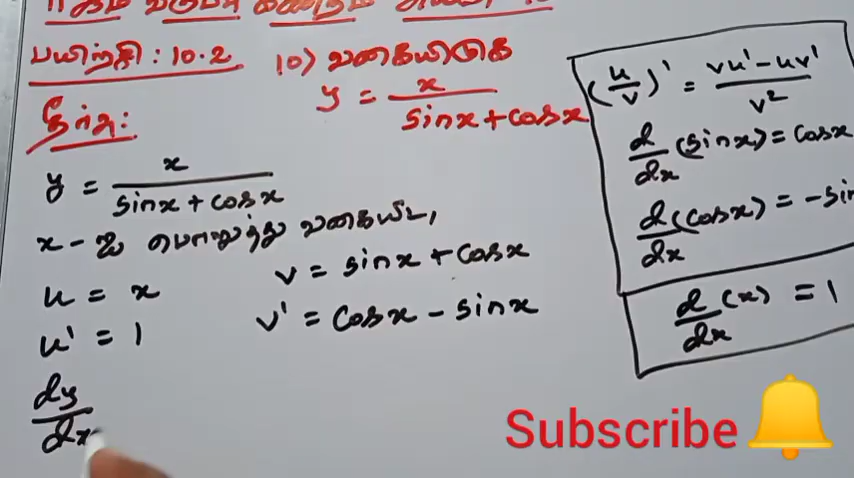 பயிற்சி : 10.2
10) வகையிடுக
y = x / (sinx + cosx)
தீர்வு:
y = x / (sinx + cosx)
x - ஐ பொறுத்து வகையிட,
u = x
v = sinx + cosx
u' = 1
v' = cosx - sinx
dy/dx
(u/v)' = (vu' - uv') / v²
d/dx (sinx) = cosx
d/dx (cosx) = -sin
d/dx (x) = 1
Subscribe